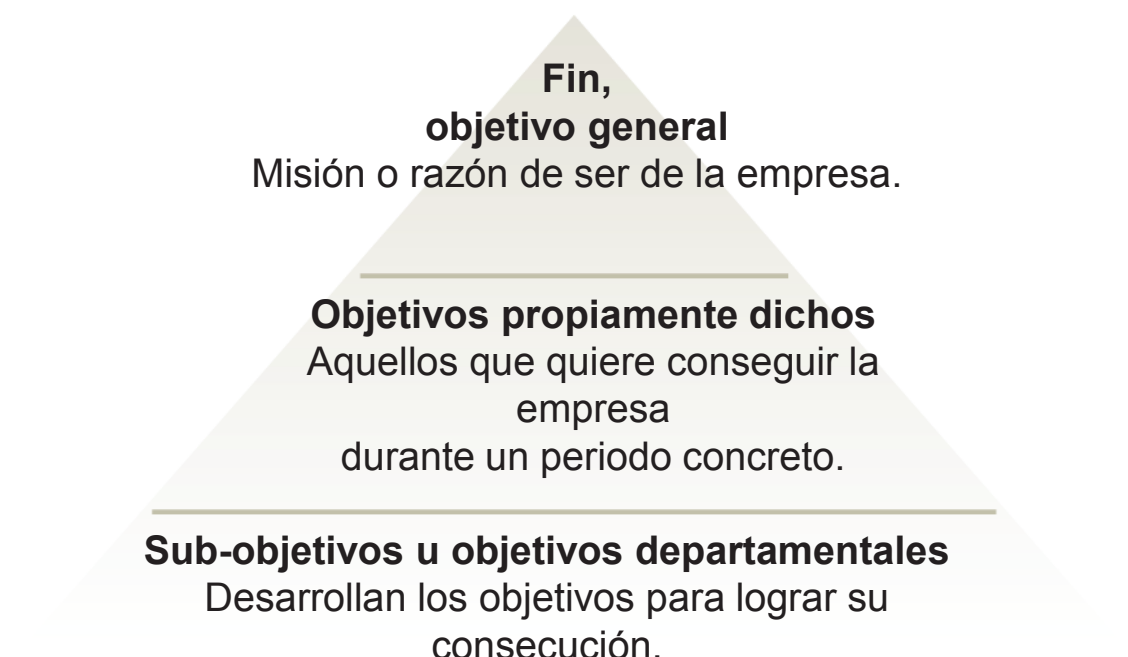 Fin,
objetivo general
Misión o razón de ser de la empresa.
Objetivos propiamente dichos
Aquellos que quiere conseguir la
empresa
durante un periodo concreto.
Sub-objetivos u objetivos departamentales
Desarrollan los objetivos para lograr su
consecución.